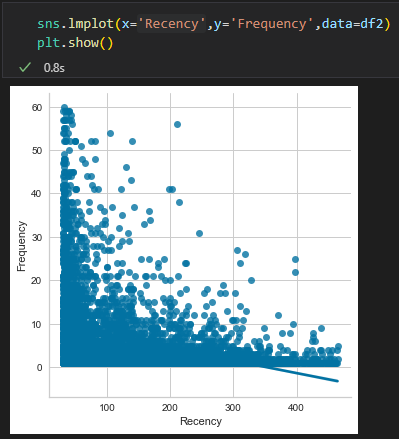 sns.lmplot(x='Recency',y='Frequency',data=df2)
plt.show()
0.8s
60
50
40
30
20
10
0
Frequency
100
200
300
400
Recency